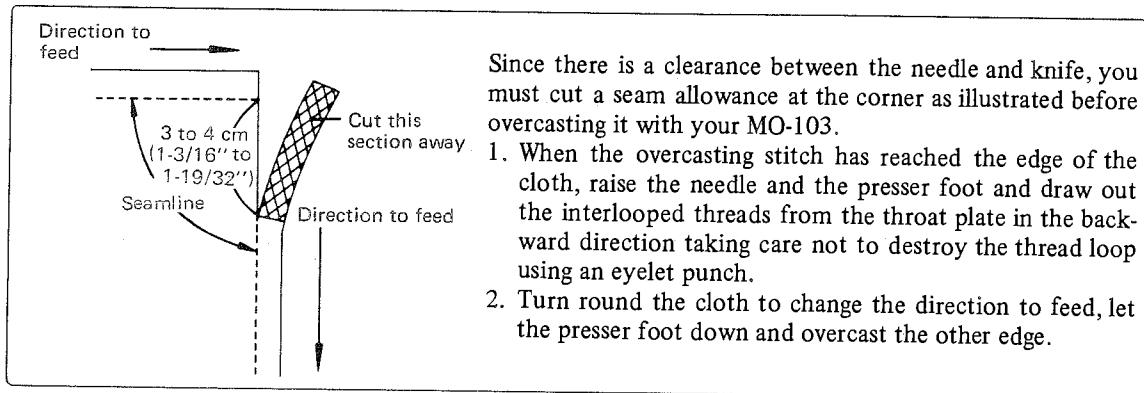 Direction to
feed
3 to 4 cm
(1-3/16" to
1-19/32")
Seamline
Cut this
section away
Direction to feed
Since there is a clearance between the needle and knife, you
must cut a seam allowance at the corner as illustrated before
overcasting it with your MO-103.
1. When the overcasting stitch has reached the edge of the
cloth, raise the needle and the presser foot and draw out
the interlooped threads from the throat plate in the back-
ward direction taking care not to destroy the thread loop
using an eyelet punch.
2. Turn round the cloth to change the direction to feed, let
the presser foot down and overcast the other edge.